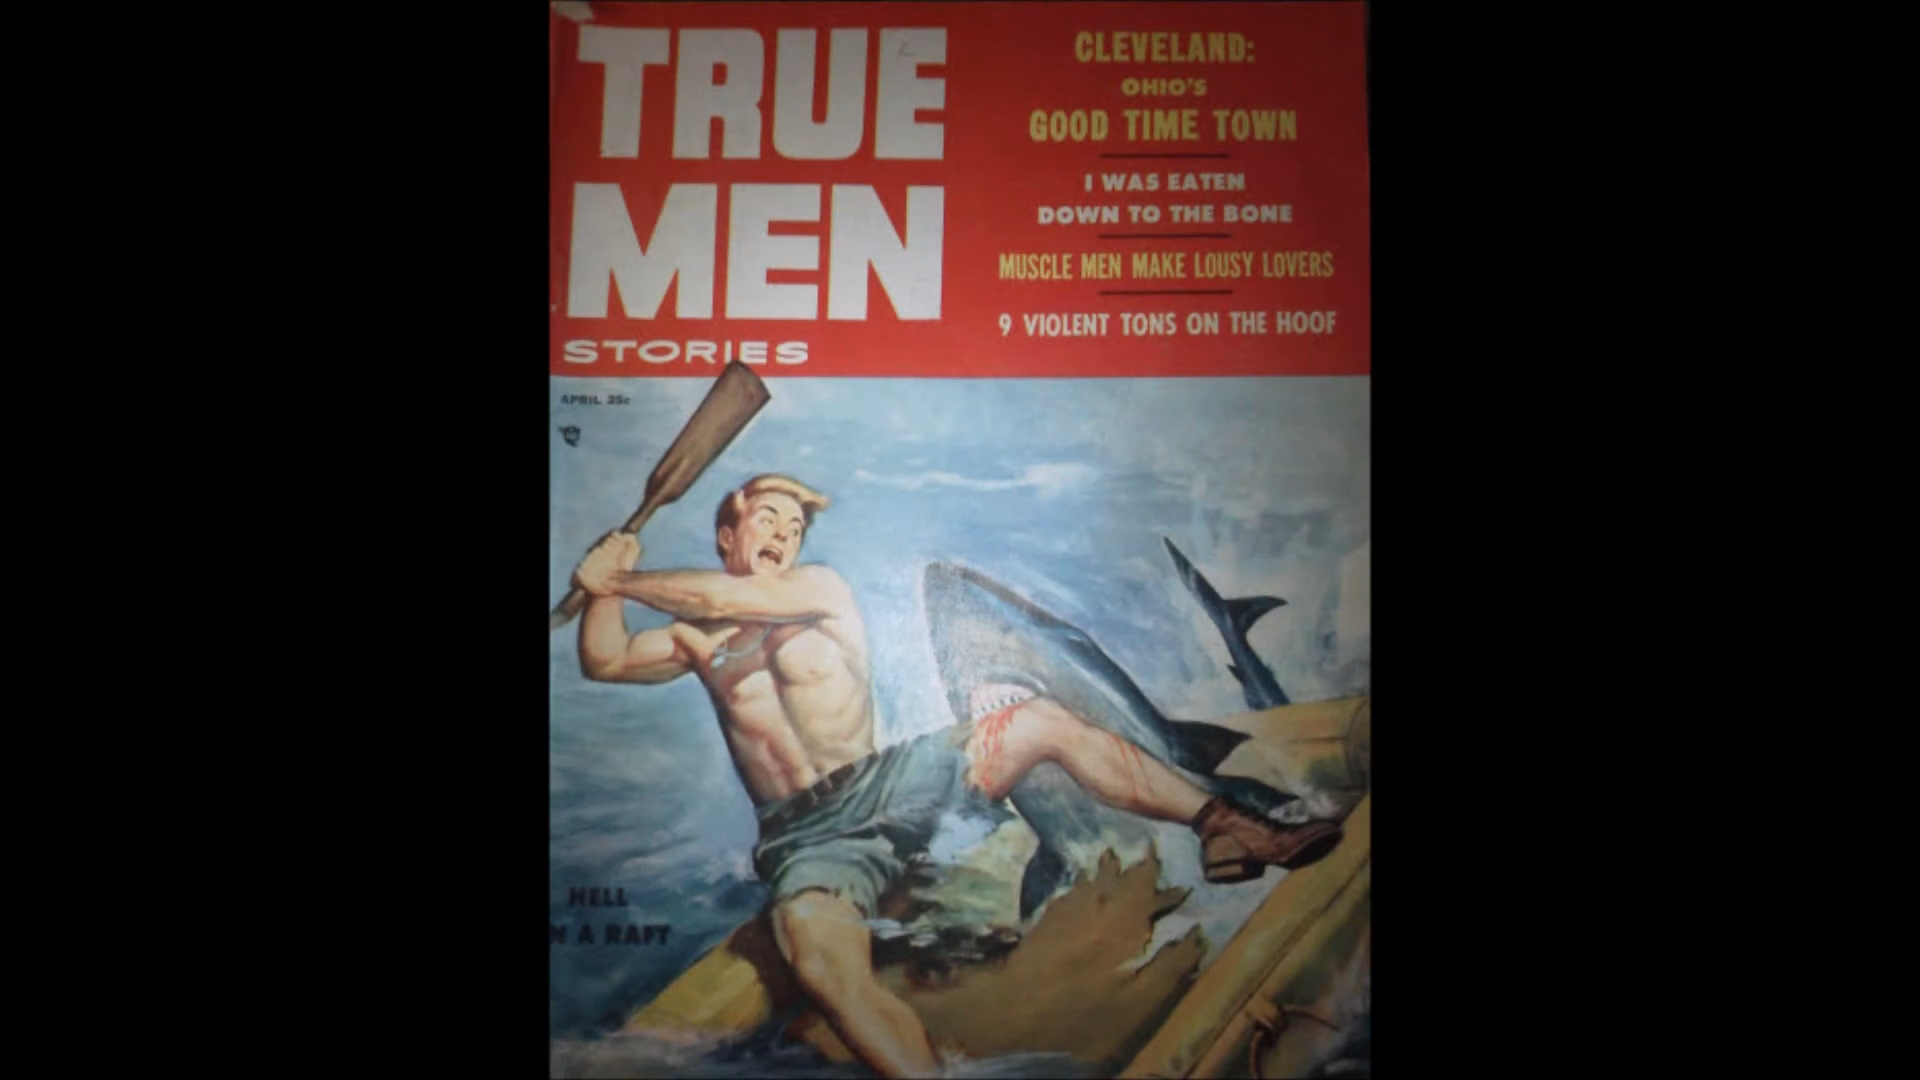 TRUE
MEN
STORIES
CLEVELAND:
OHIO'S
GOOD TIME TOWN
I WAS EATEN
DOWN TO THE BONE
MUSCLE MEN MAKE LOUSY LOVERS
9 VIOLENT TONS ON THE HOOF
APRIL 35c
HELL
A RAFT